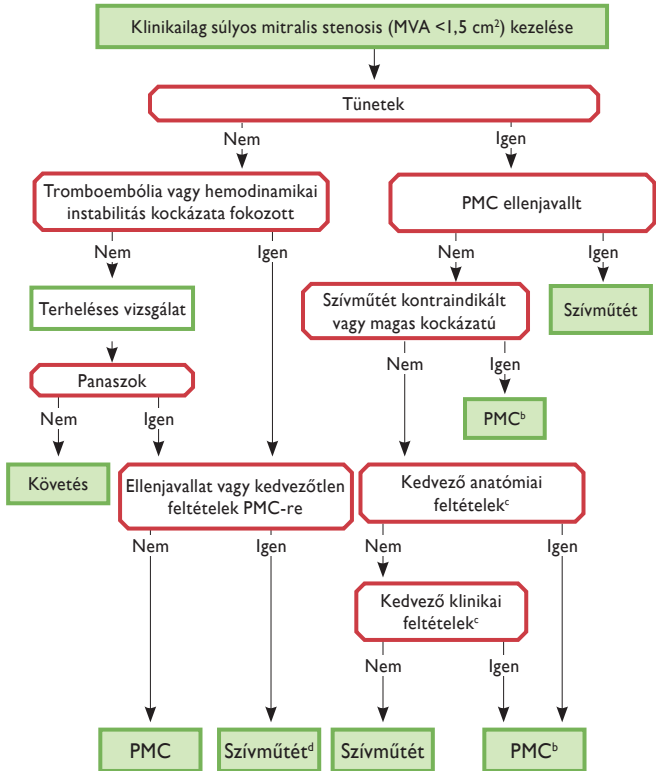 Klinikailag súlyos mitralis stenosis (MVA <1,5 cm²) kezelése
Tünetek
Nem
Igen
Tromboembólia vagy hemodinamikai
instabilitás kockázata fokozott
PMC ellenjavallt
Nem
Igen
Nem
Igen
Terheléses vizsgálat
Szívműtét kontraindikált
vagy magas kockázatú
Szívműtét
Panaszok
Nem
Igen
Nem
Igen
PMCᵇ
Követés
Ellenjavallat vagy kedvezőtlen
feltételek PMC-re
Kedvező anatómiai
feltételekᶜ
Nem
Igen
Nem
Igen
Kedvező klinikai
feltételekᶜ
Nem
Igen
PMC
Szívműtétᵈ
Szívműtét
PMCᵇ